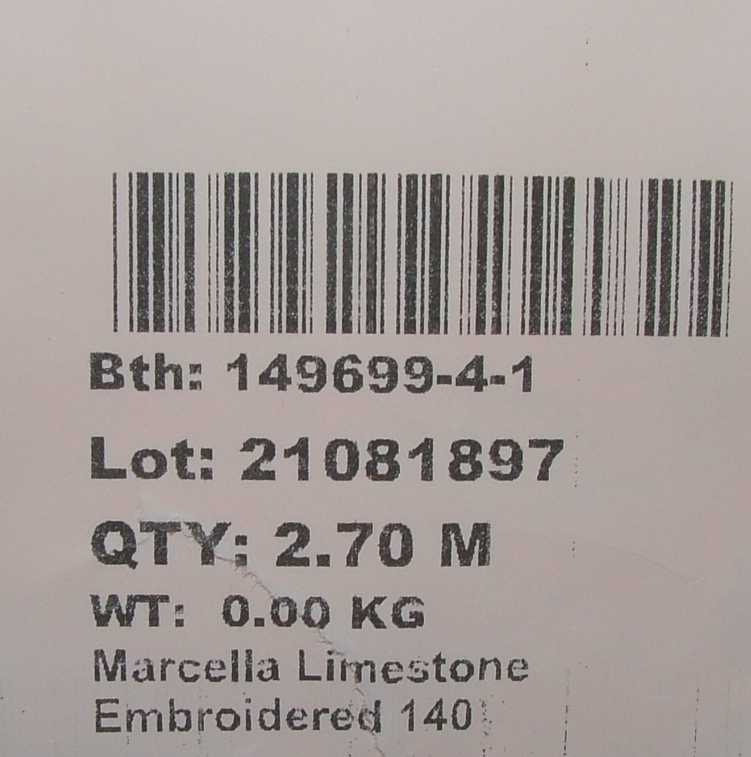 Bth: 149699-4-1
Lot: 21081897
QTY: 2.70 M
WT: 0.00 KG
Marcella Limestone
Embroidered 140